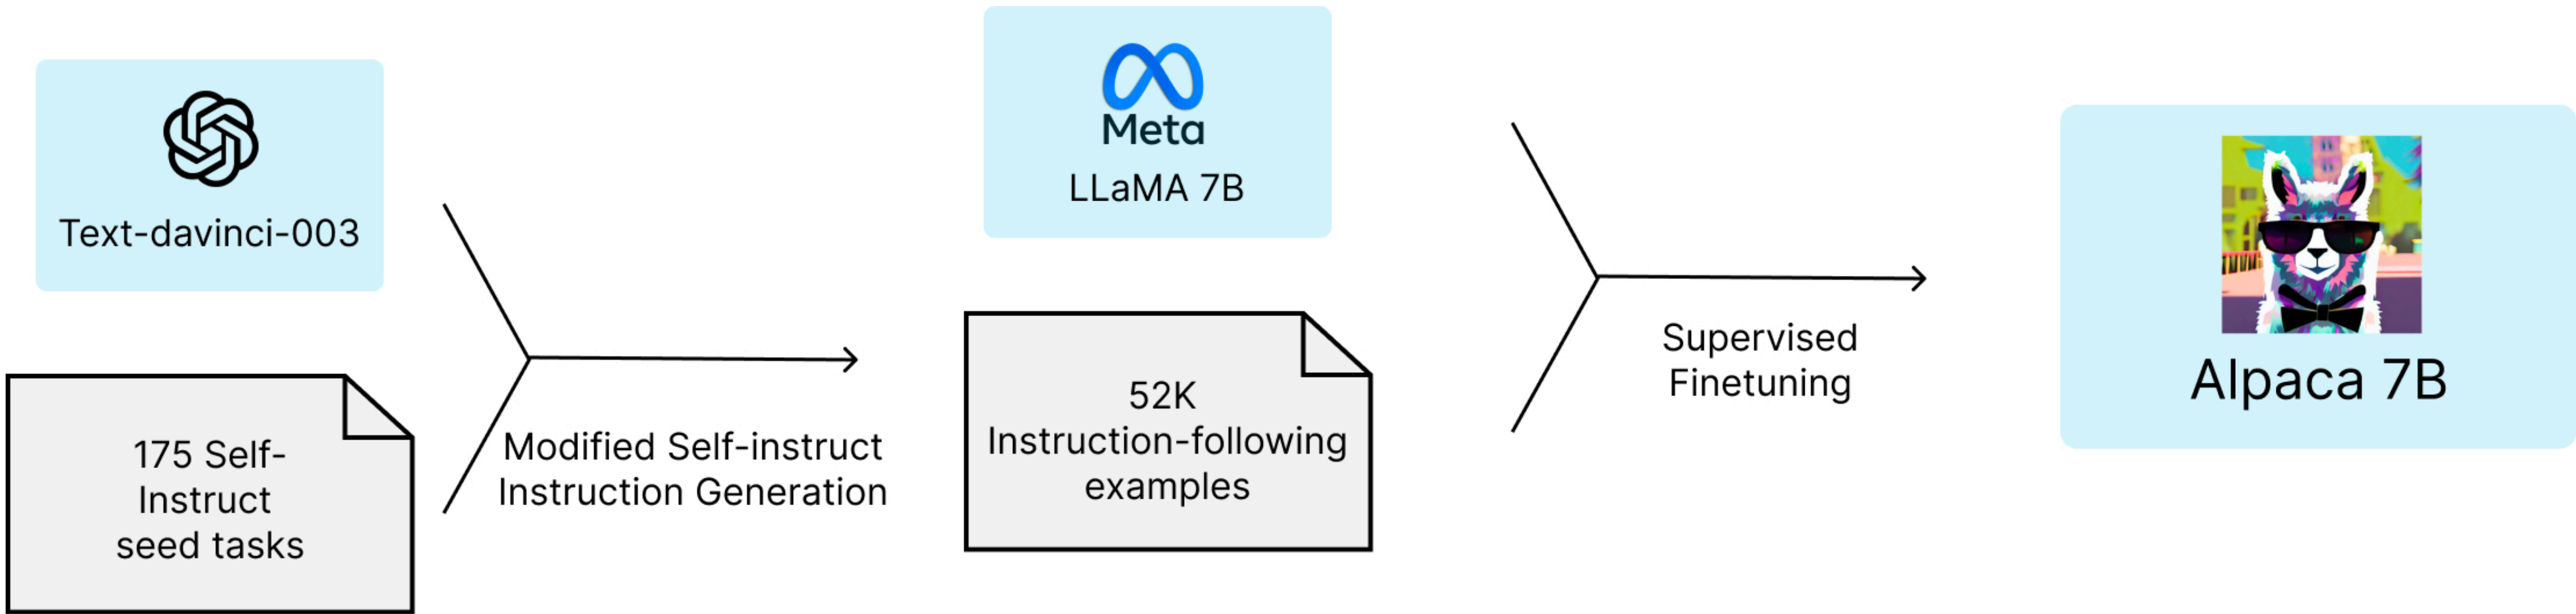 Text-davinci-003
175 Self-
Instruct
seed tasks
Modified Self-instruct
Instruction Generation
Meta
LLaMA 7B
52K
Instruction-following
examples
Supervised
Finetuning
Alpaca 7B